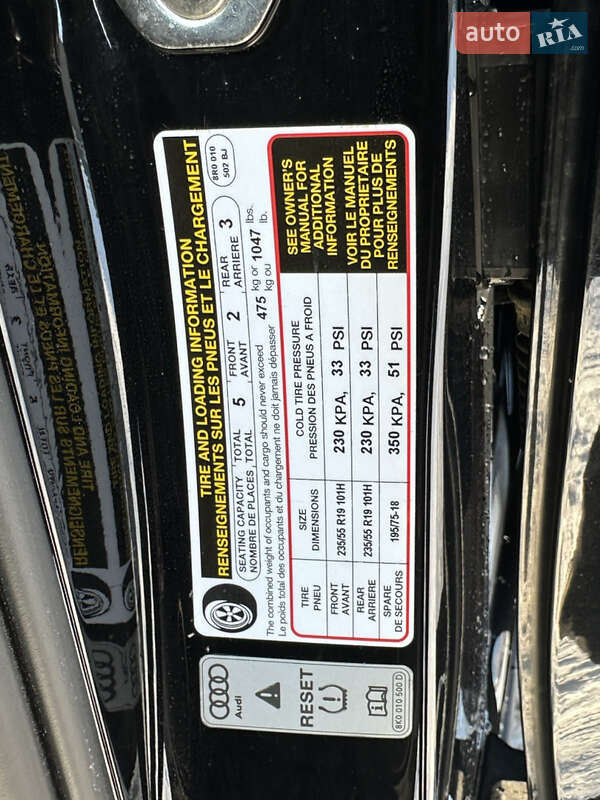 auto RIA.com
TIRE AND LOADING INFORMATION
RENSEIGNEMENTS SUR LES PNEUS ET LE CHARGEMENT
8R0 010
502 BJ
SEATING CAPACITY TOTAL 5 FRONT 2 REAR 3
NOMBRE DE PLACES TOTAL AVANT ARRIÈRE
The combined weight of occupants and cargo should never exceed 475 kg or 1047 lbs.
Le poids total des occupants et du chargement ne doit jamais dépasser kg ou lb.
TIRE SIZE COLD TIRE PRESSURE
PNEU DIMENSIONS PRESSION DES PNEUS A FROID
FRONT 235/55 R19 101H 230 KPA, 33 PSI
AVANT
REAR 235/55 R19 101H 230 KPA, 33 PSI
ARRIERE
SPARE 195/75-18 350 KPA, 51 PSI
DE SECOURS
SEE OWNER'S
MANUAL FOR
ADDITIONAL
INFORMATION
VOIR LE MANUEL
DU PROPRIETAIRE
POUR PLUS DE
RENSEIGNEMENTS
Audi
RESET
8K0 010 500 D